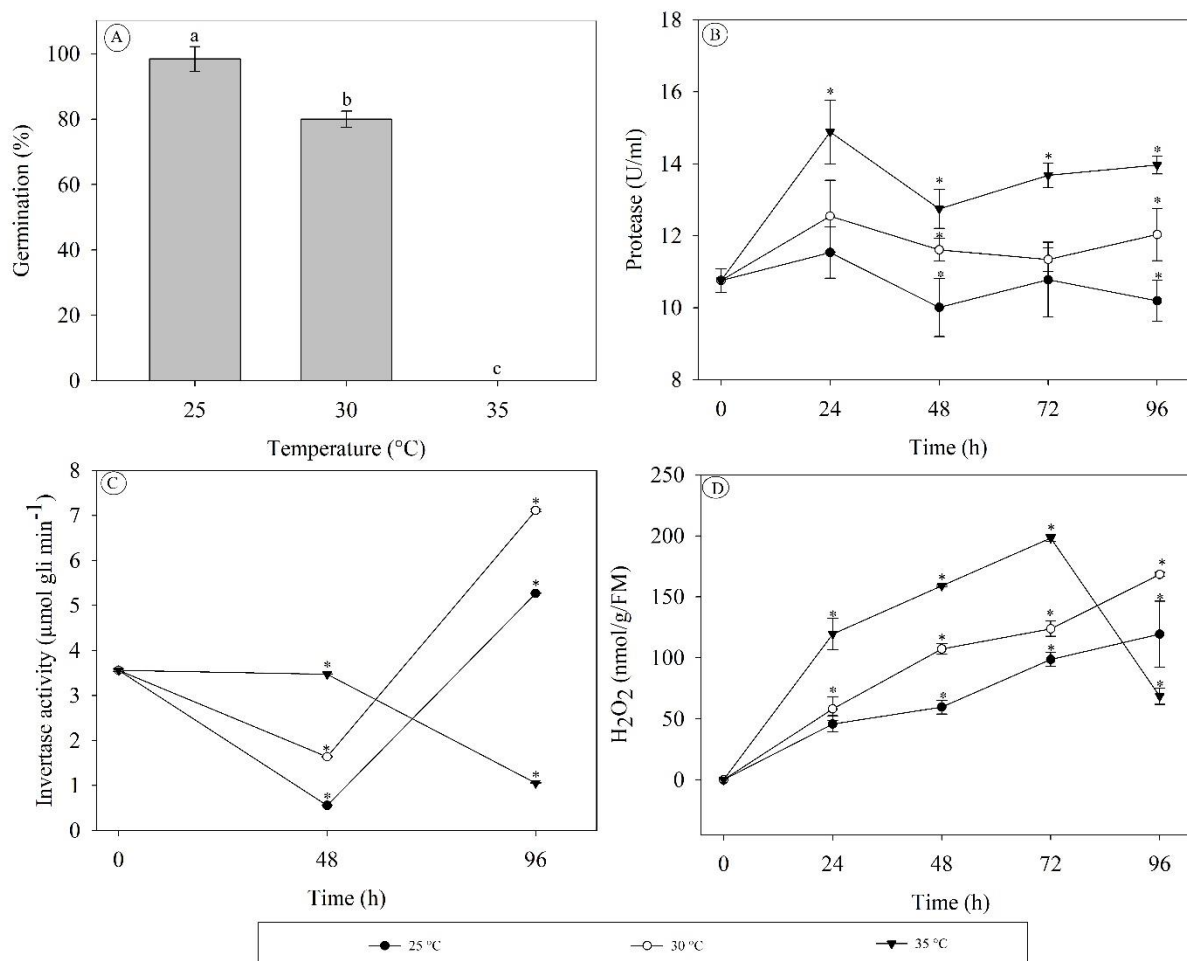 A
a
b
c
100
80
60
40
20
0
Germination (%)
25 30 35
Temperature (°C)
B
18
16
14
12
10
8
Protease (U/ml)
* * * * * * * * *
0 24 48 72 96
Time (h)
C
8
7
6
5
4
3
2
1
0
Invertase activity (μmol gli min⁻¹)
* * * * * *
0 48 96
Time (h)
D
250
200
150
100
50
0
H₂O₂ (nmol/g/FM)
* * * * * * * * * * *
0 24 48 72 96
Time (h)
25 °C 30 °C 35 °C